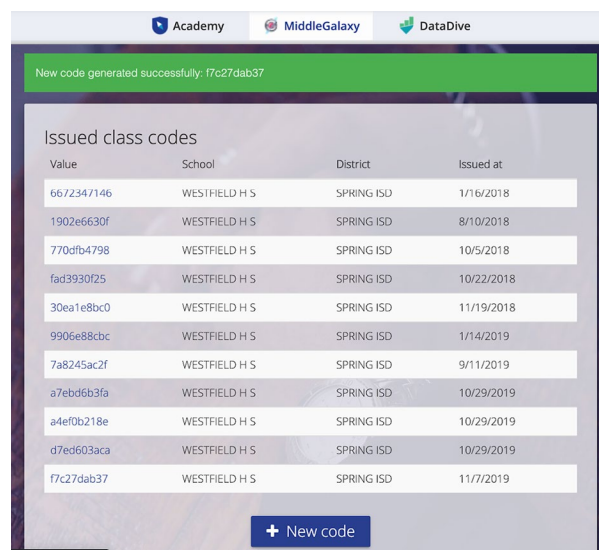 Academy MiddleGalaxy DataDive
New code generated successfully: f7c27dab37
Issued class codes
Value School District Issued at
6672347146 WESTFIELD H S SPRING ISD 1/16/2018
1902e6630f WESTFIELD H S SPRING ISD 8/10/2018
770dfb4798 WESTFIELD H S SPRING ISD 10/5/2018
fad3930f25 WESTFIELD H S SPRING ISD 10/22/2018
30ea1e8bc0 WESTFIELD H S SPRING ISD 11/19/2018
9906e88cbc WESTFIELD H S SPRING ISD 1/14/2019
7a8245ac2f WESTFIELD H S SPRING ISD 9/11/2019
a7ebd6b3fa WESTFIELD H S SPRING ISD 10/29/2019
a4ef0b218e WESTFIELD H S SPRING ISD 10/29/2019
d7ed603aca WESTFIELD H S SPRING ISD 10/29/2019
f7c27dab37 WESTFIELD H S SPRING ISD 11/7/2019
+ New code